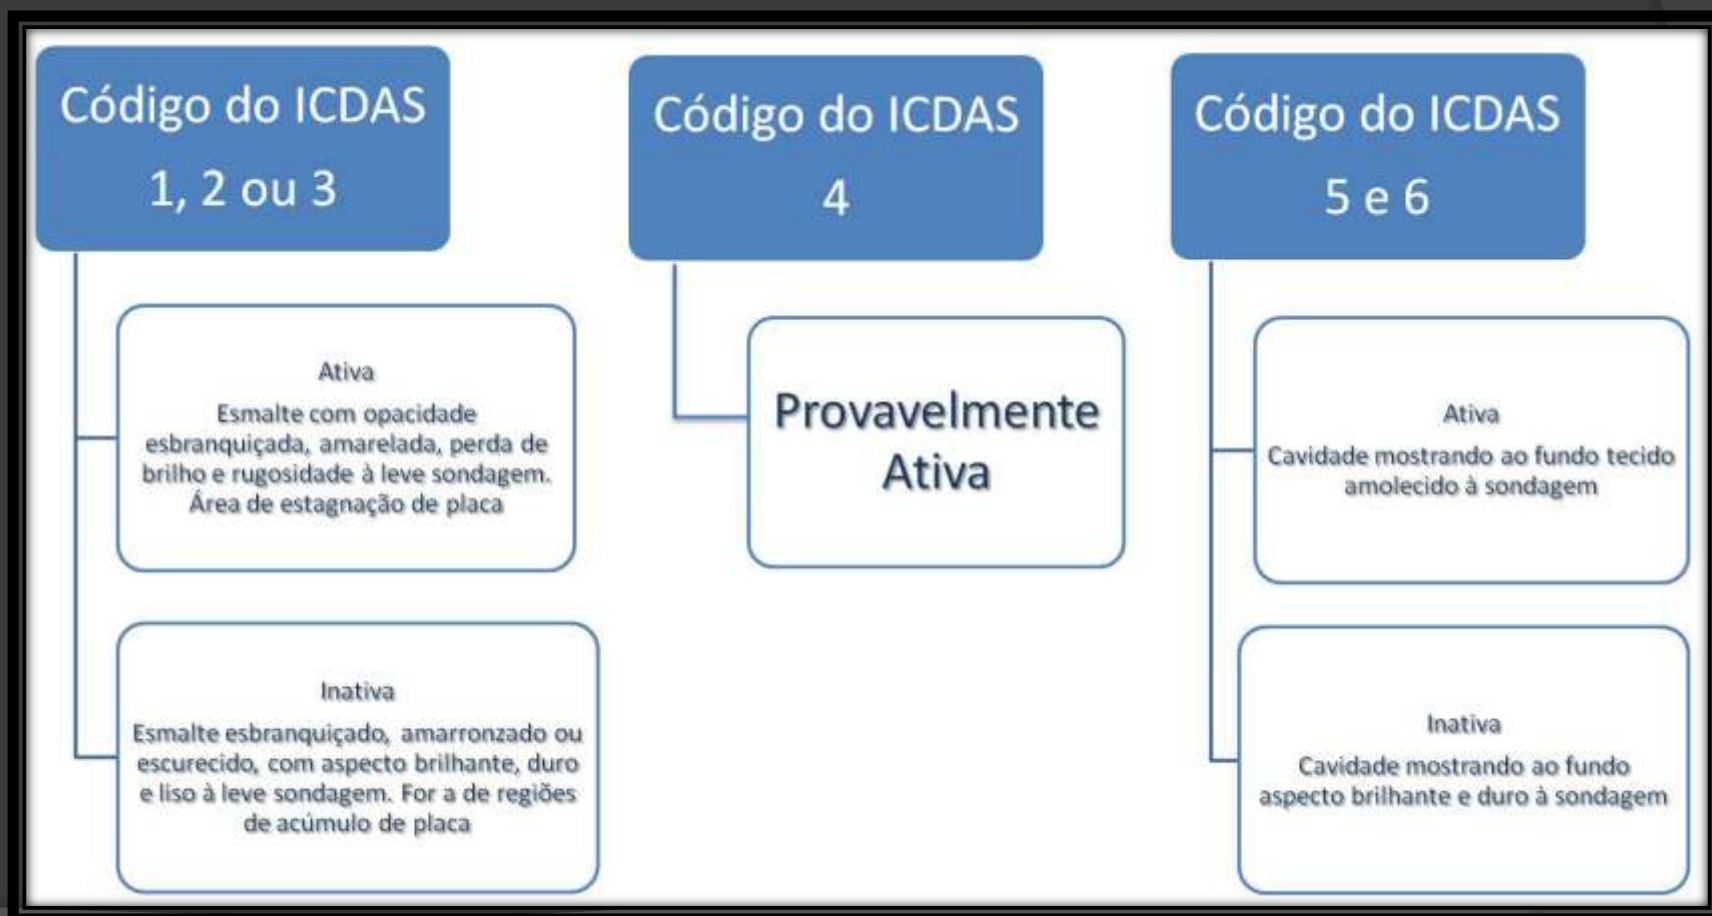 Código do ICDAS
1, 2 ou 3
Ativa
Esmalte com opacidade
esbranquiçada, amarelada, perda de
brilho e rugosidade à leve sondagem.
Área de estagnação de placa
Inativa
Esmalte esbranquiçado, amarronzado ou
escurecido, com aspecto brilhante, duro
e liso à leve sondagem. For a de regiões
de acúmulo de placa
Código do ICDAS
4
Provavelmente
Ativa
Código do ICDAS
5 e 6
Ativa
Cavidade mostrando ao fundo tecido
amolecido à sondagem
Inativa
Cavidade mostrando ao fundo
aspecto brilhante e duro à sondagem